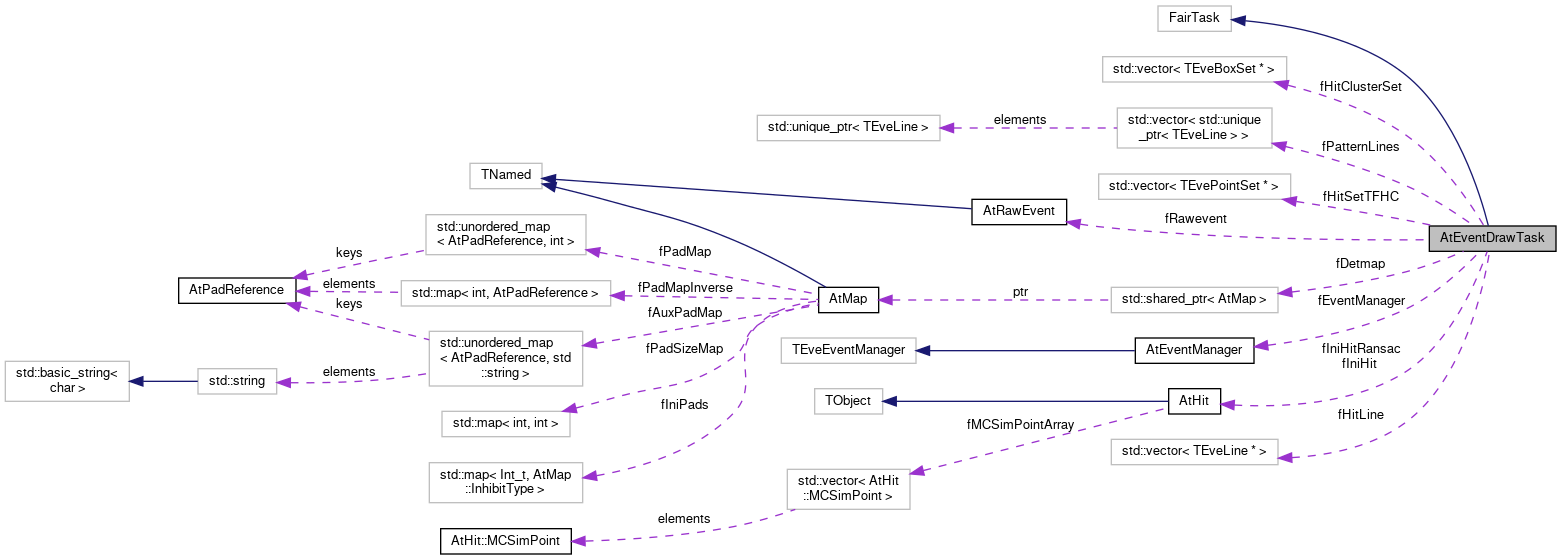 FairTask
std::vector< TEveBoxSet * >
fHitClusterSet
std::unique_ptr< TEveLine >
elements
std::vector< std::unique
_ptr< TEveLine > >
fPatternLines
TNamed
std::vector< TEvePointSet * >
fHitSetTFHC
AtRawEvent
fRawevent
AtEventDrawTask
std::unordered_map
< AtPadReference, int >
keys
fPadMap
fDetmap
AtPadReference
elements
std::map< int, AtPadReference >
fPadMapInverse
AtMap
ptr
std::shared_ptr< AtMap >
keys
fAuxPadMap
fEventManager
std::unordered_map
< AtPadReference, std
::string >
fPadSizeMap
TEveEventManager
AtEventManager
fIniHitRansac
fIniHit
std::basic_string<
char >
std::string
elements
fIniPads
TObject
AtHit
fHitLine
std::map< int, int >
fMCSimPointArray
std::vector< TEveLine * >
std::map< Int_t, AtMap
::InhibitType >
std::vector< AtHit
::MCSimPoint >
elements
AtHit::MCSimPoint